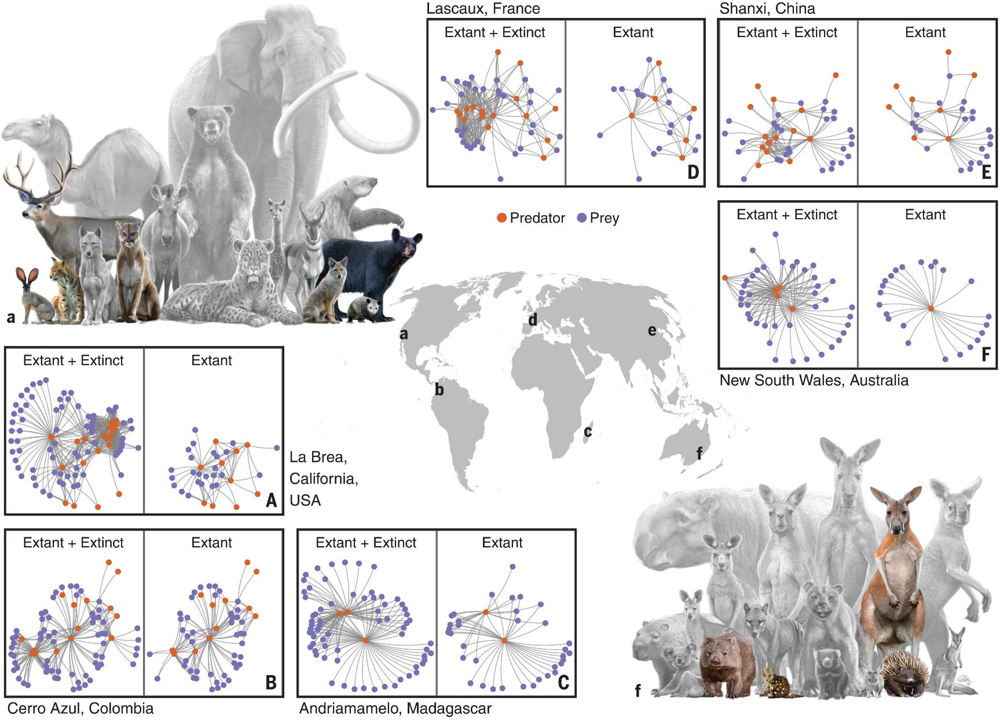 Lascaux, France
Extant + Extinct
Extant
D
Shanxi, China
Extant + Extinct
Extant
E
Predator
Prey
a
Extant + Extinct
Extant
F
New South Wales, Australia
a
b
c
d
e
f
Extant + Extinct
Extant
A
La Brea,
California,
USA
Extant + Extinct
Extant
B
Cerro Azul, Colombia
Extant + Extinct
Extant
C
Andriamamelo, Madagascar
f